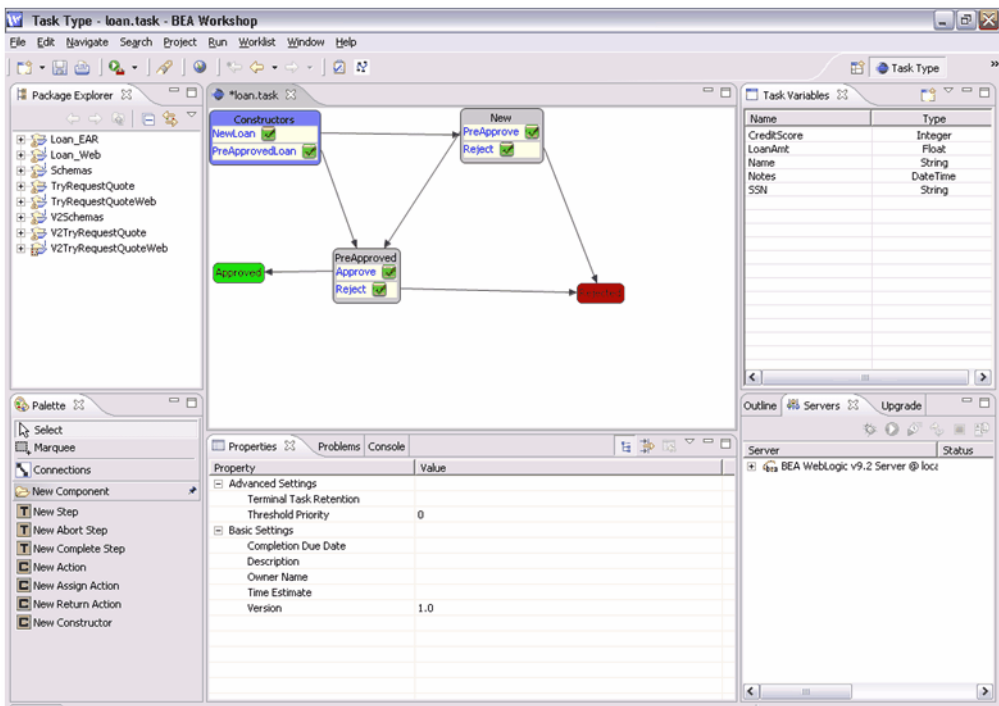 Task Type - loan.task - BEA Workshop
File Edit Navigate Search Project Run Worklist Window Help
Task Type
Package Explorer
Loan_EAR
Loan_Web
Schemas
TryRequestQuote
TryRequestQuoteWeb
V2Schemas
V2TryRequestQuote
V2TryRequestQuoteWeb
*loan.task
Constructors
NewLoan
PreApprovedLoan
New
PreApprove
Reject
PreApproved
Approve
Reject
Approved
Task Variables
Name Type
CreditScore Integer
LoanAmt Float
Name String
Notes DateTime
SSN String
Palette
Select
Marquee
Connections
New Component
T New Step
T New Abort Step
T New Complete Step
C New Action
C New Assign Action
C New Return Action
C New Constructor
Properties Problems Console
Property Value
Advanced Settings
Terminal Task Retention
Threshold Priority 0
Basic Settings
Completion Due Date
Description
Owner Name
Time Estimate
Version 1.0
Outline Servers Upgrade
Server Status
BEA WebLogic v9.2 Server @ loca